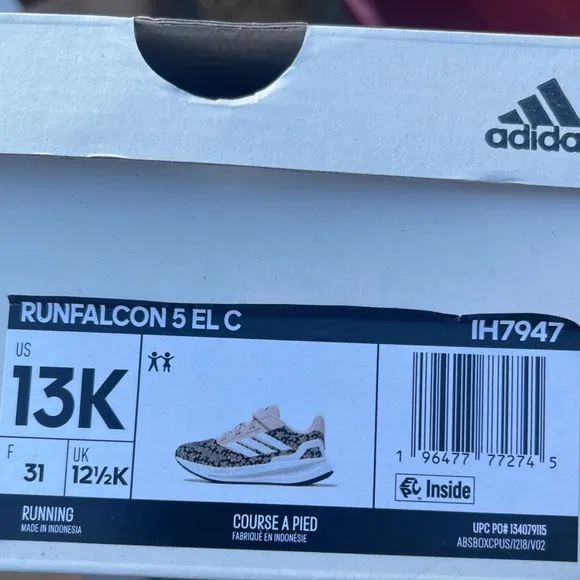 adidas
RUNFALCON 5 EL C
IH7947
US
13K
F
31
UK
12½K
1 96477 77274 5
Inside
RUNNING
MADE IN INDONESIA
COURSE A PIED
FABRIQUÉ EN INDONÉSIE
UPC PO# 134079115
ABSBOXCPUS/1218/V02